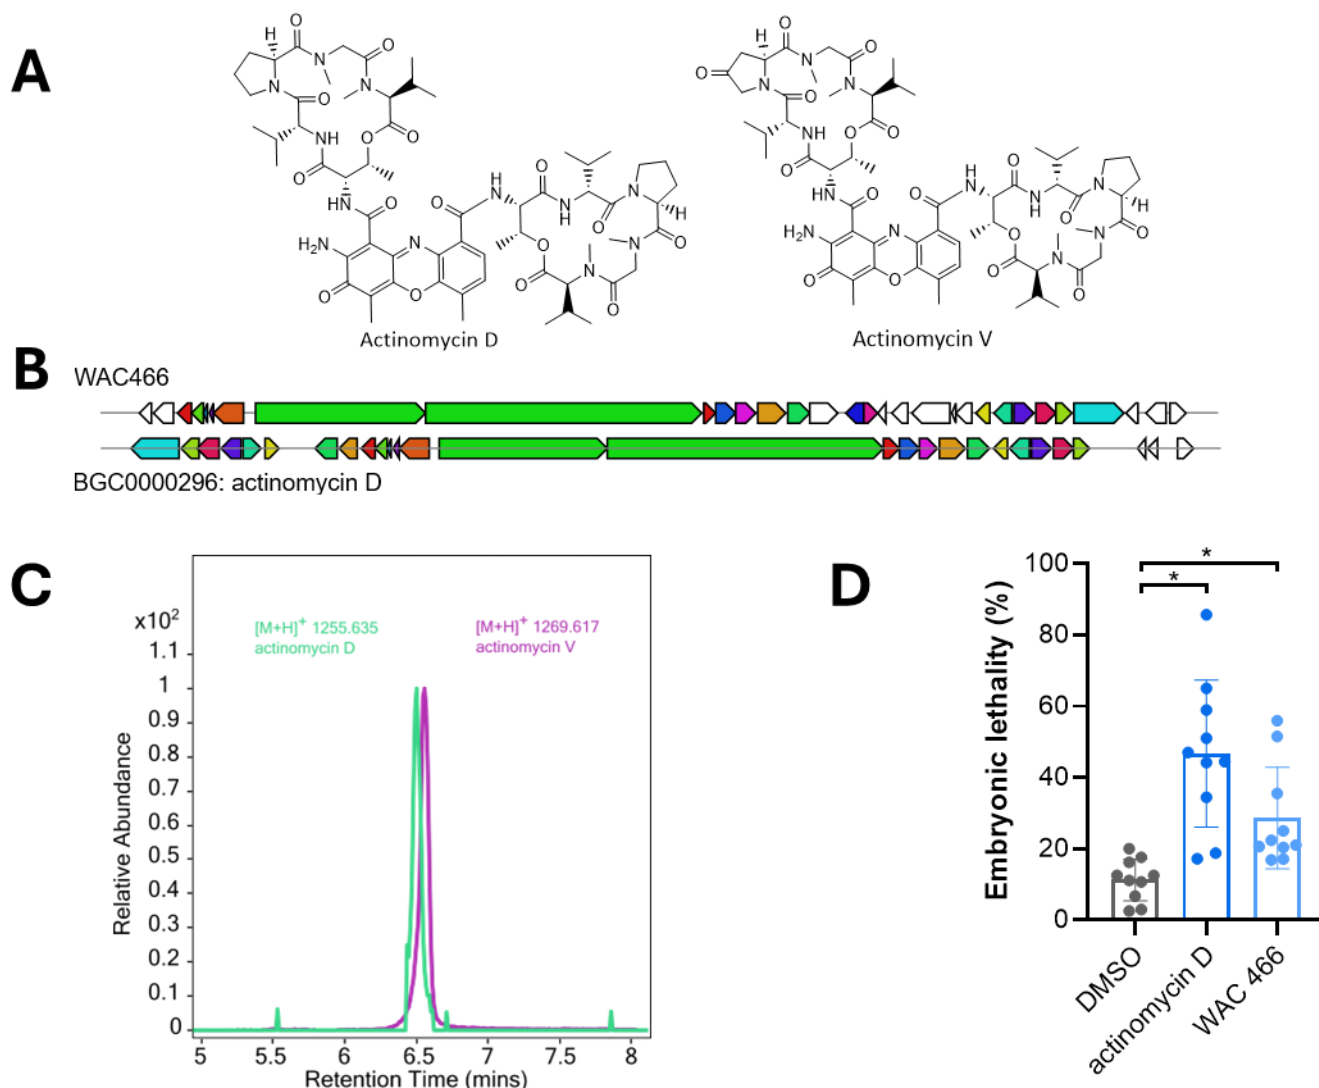 A
H
O
O
O
N
N
N
O
NH
O
O
O
NH
O
O
H
N
O
N
H
O
N
H
O
O
O
N
N
O
H₂N
O
N
O
Actinomycin D
H
O
O
O
N
N
N
O
NH
O
O
O
NH
O
O
O
H
N
O
N
H
O
N
H
O
O
O
N
N
O
H₂N
O
N
O
Actinomycin V
B
WAC466
BGC0000296: actinomycin D
C
x10²
[M+H]⁺ 1255.635
actinomycin D
[M+H]⁺ 1269.617
actinomycin V
1.1
1
0.9
0.8
0.7
0.6
0.5
0.4
0.3
0.2
0.1
0
Relative Abundance
5
5.5
6
6.5
7
7.5
8
Retention Time (mins)
D
Embryonic lethality (%)
100
80
60
40
20
0
*
*
DMSO
actinomycin D
WAC 466